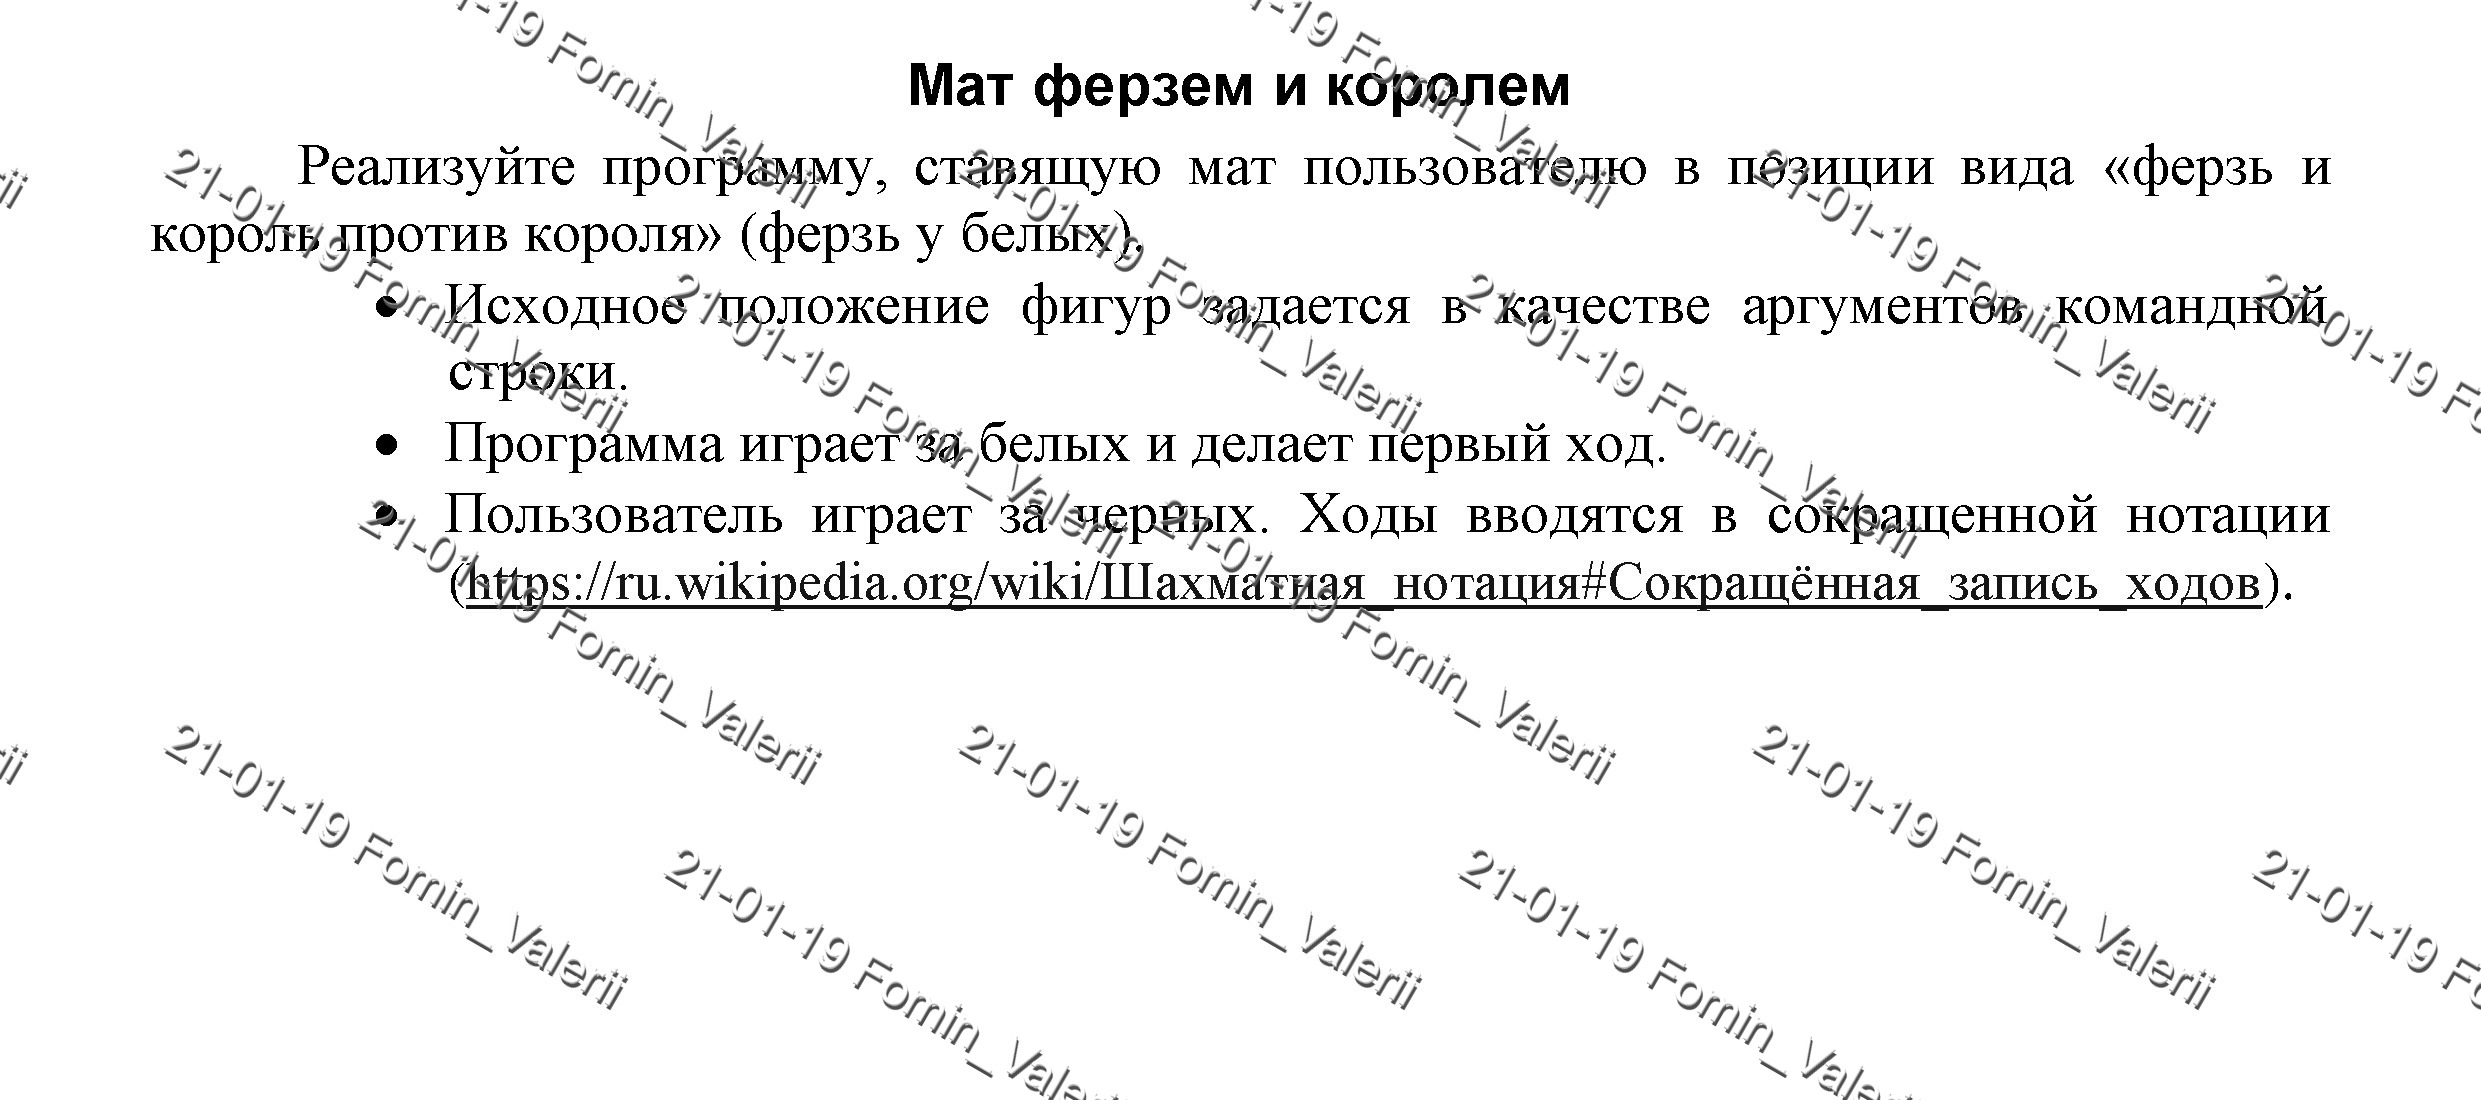 Мат ферзем и королем
Реализуйте программу, ставящую мат пользователю в позиции вида «ферзь и
король против короля» (ферзь у белых).
• Исходное положение фигур задается в качестве аргументов командной
строки.
• Программа играет за белых и делает первый ход.
• Пользователь играет за черных. Ходы вводятся в сокращенной нотации
(https://ru.wikipedia.org/wiki/Шахматная_нотация#Сокращённая_запись_ходов).
21-01-19 Fomin_Valerii